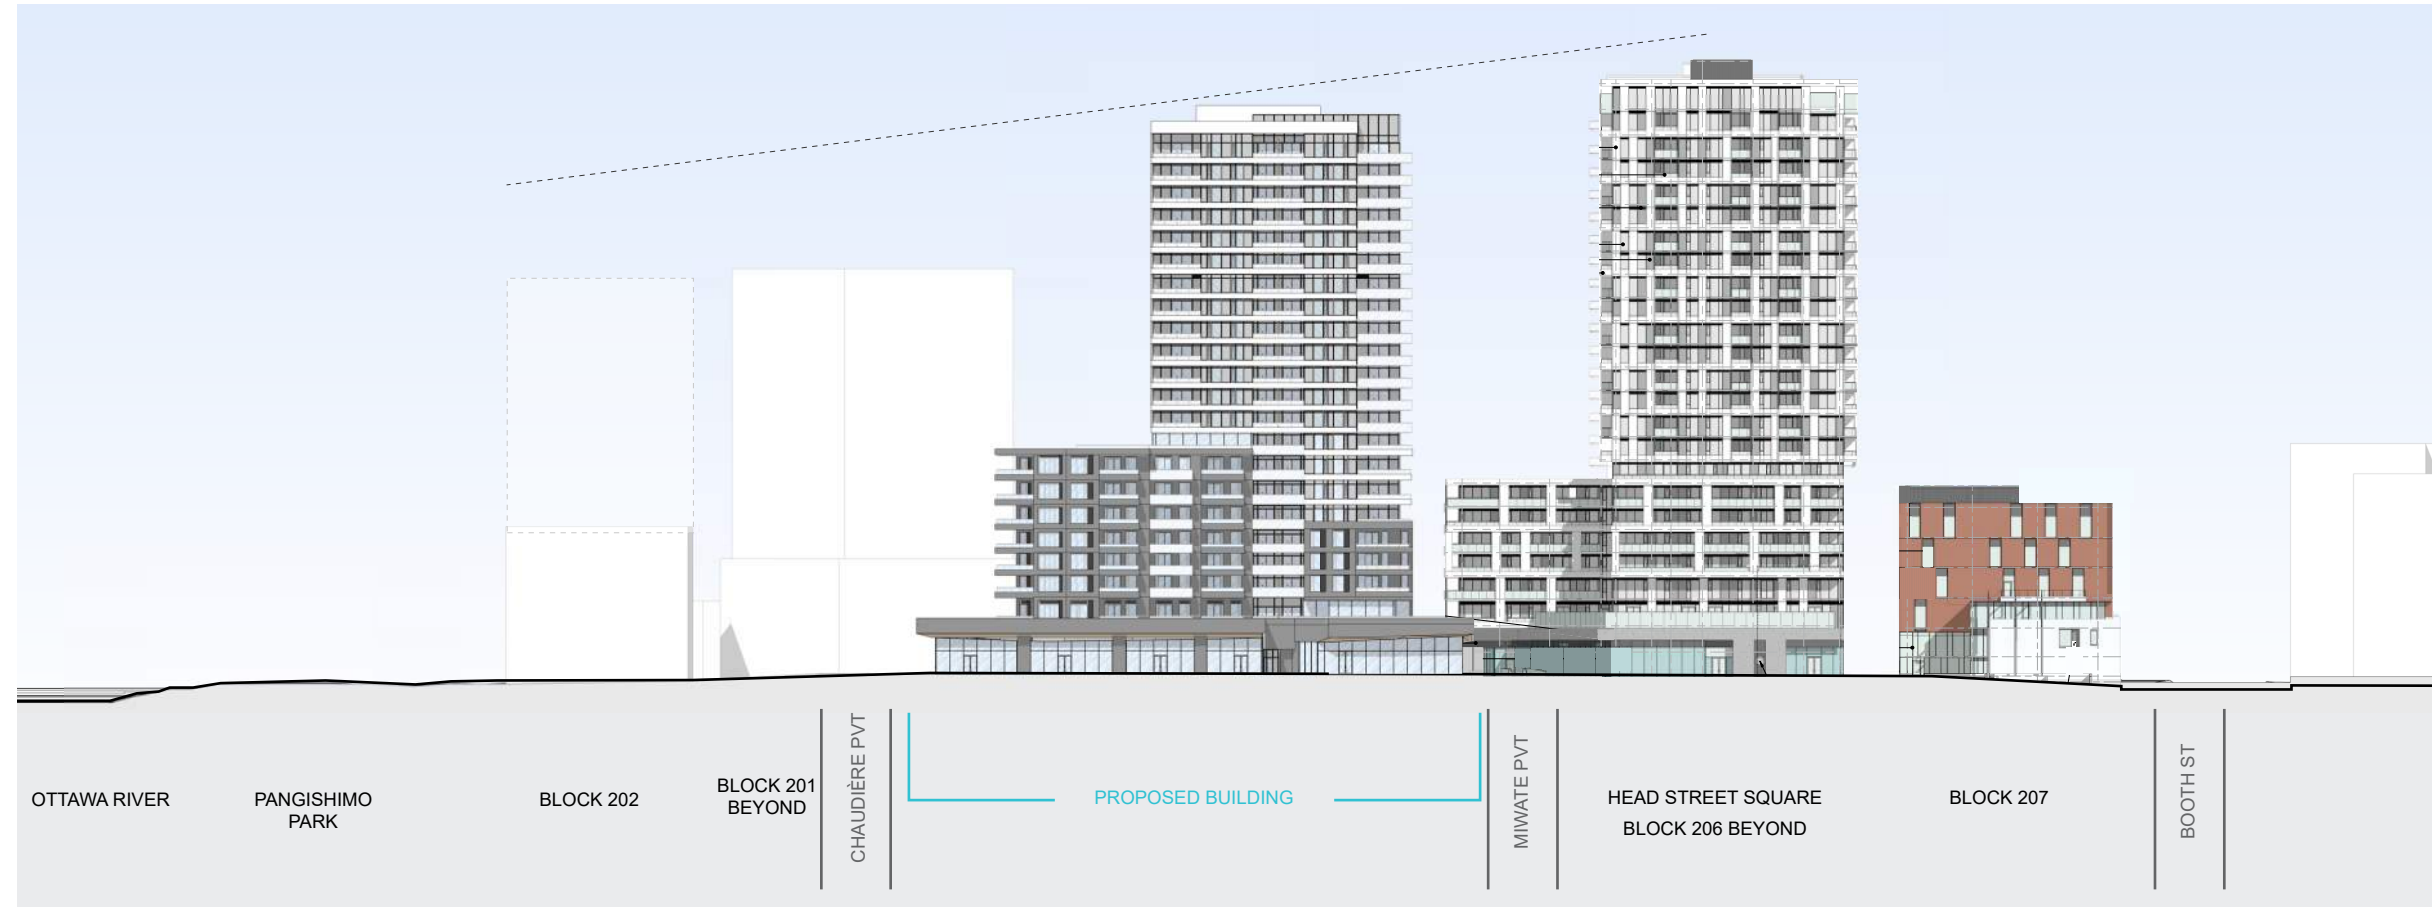 OTTAWA RIVER
PANGISHIMO
PARK
BLOCK 202
BLOCK 201
BEYOND
CHAUDIÈRE PVT
PROPOSED BUILDING
MIWATE PVT
HEAD STREET SQUARE
BLOCK 206 BEYOND
BLOCK 207
BOOTH ST